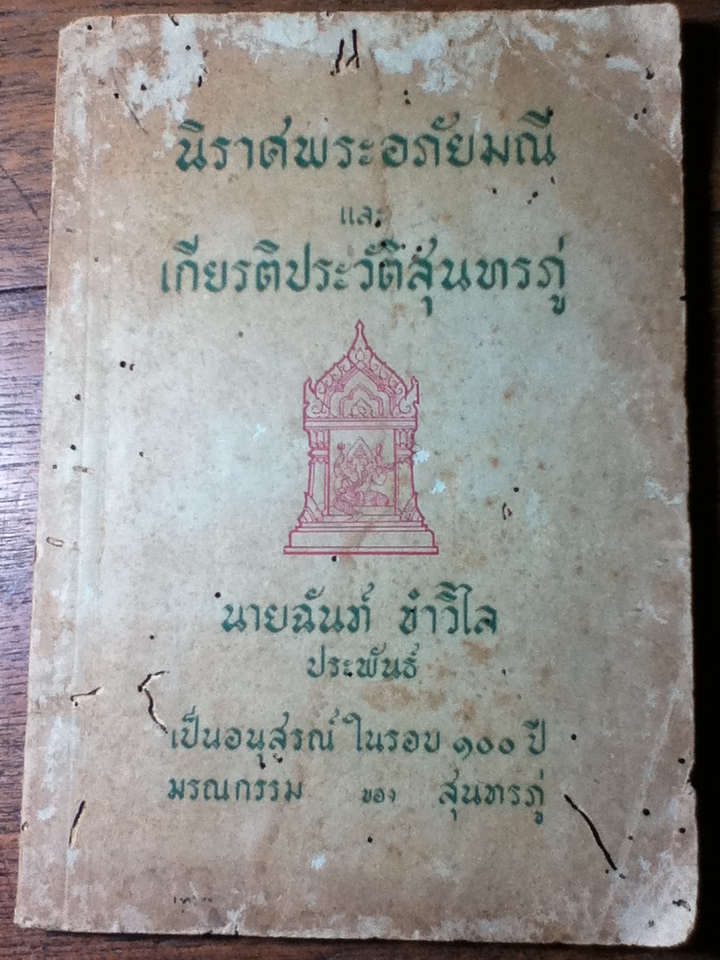 นิราศพระอภัยมณี
และ
เกียรติประวัติสุนทรภู่
นายฉันท์ ขำวิไล
ประพันธ์
เป็นอนุสรณ์ ในรอบ ๑๐๐ ปี
มรณกรรม ของ สุนทรภู่